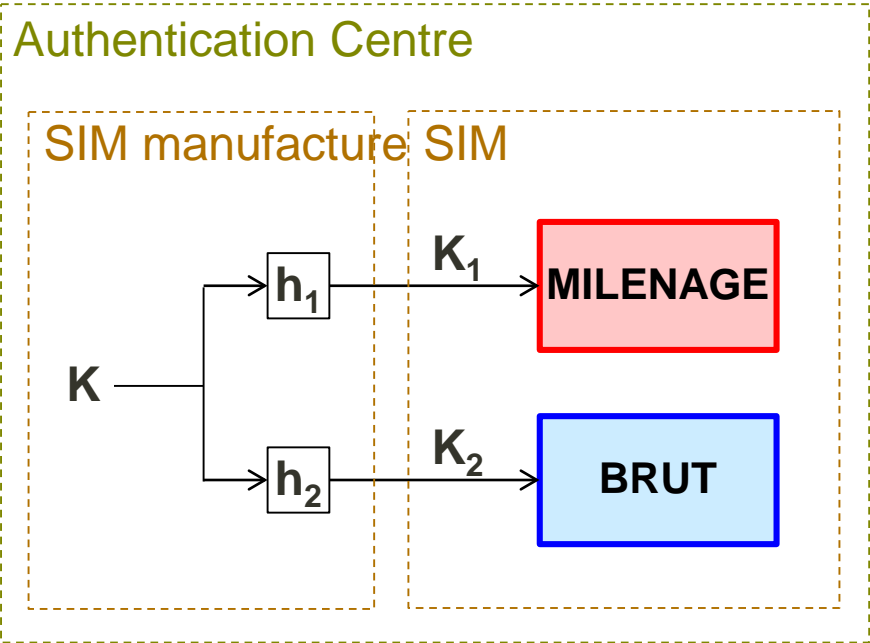 Authentication Centre
SIM manufacture SIM
K₁
h₁ MILENAGE
K
K₂
h₂ BRUT